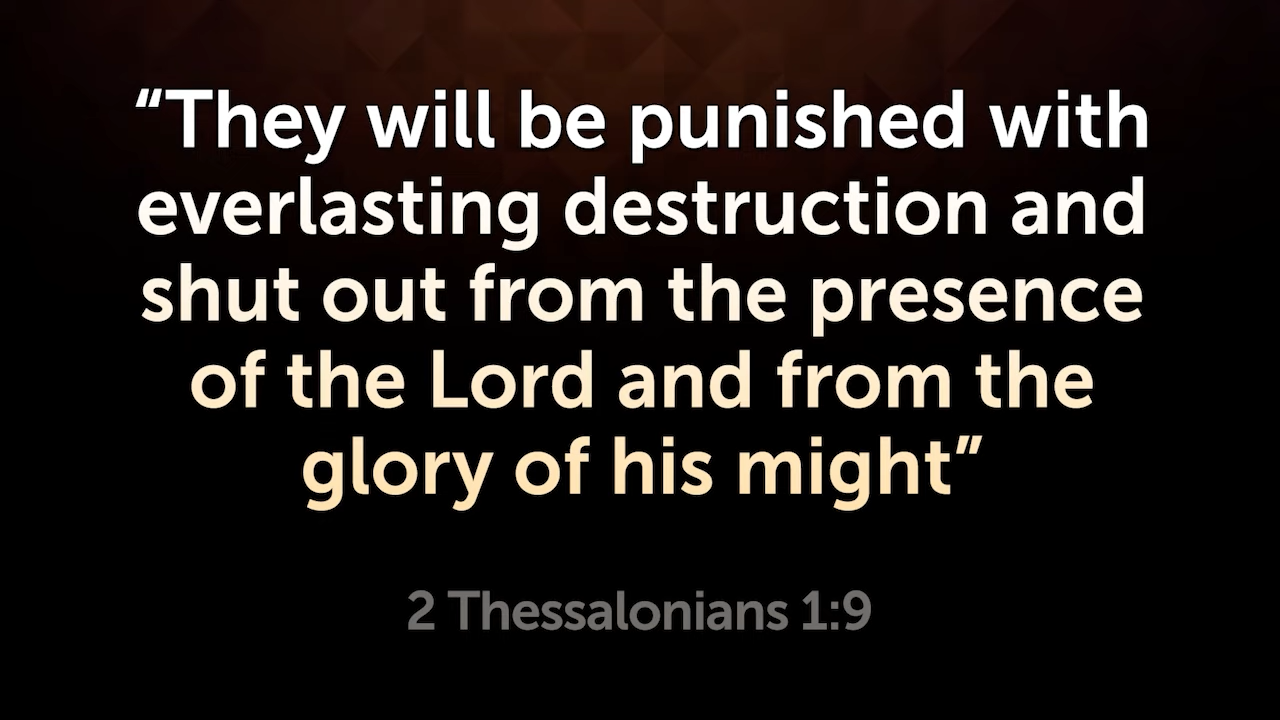 “They will be punished with
everlasting destruction and
shut out from the presence
of the Lord and from the
glory of his might”
2 Thessalonians 1:9